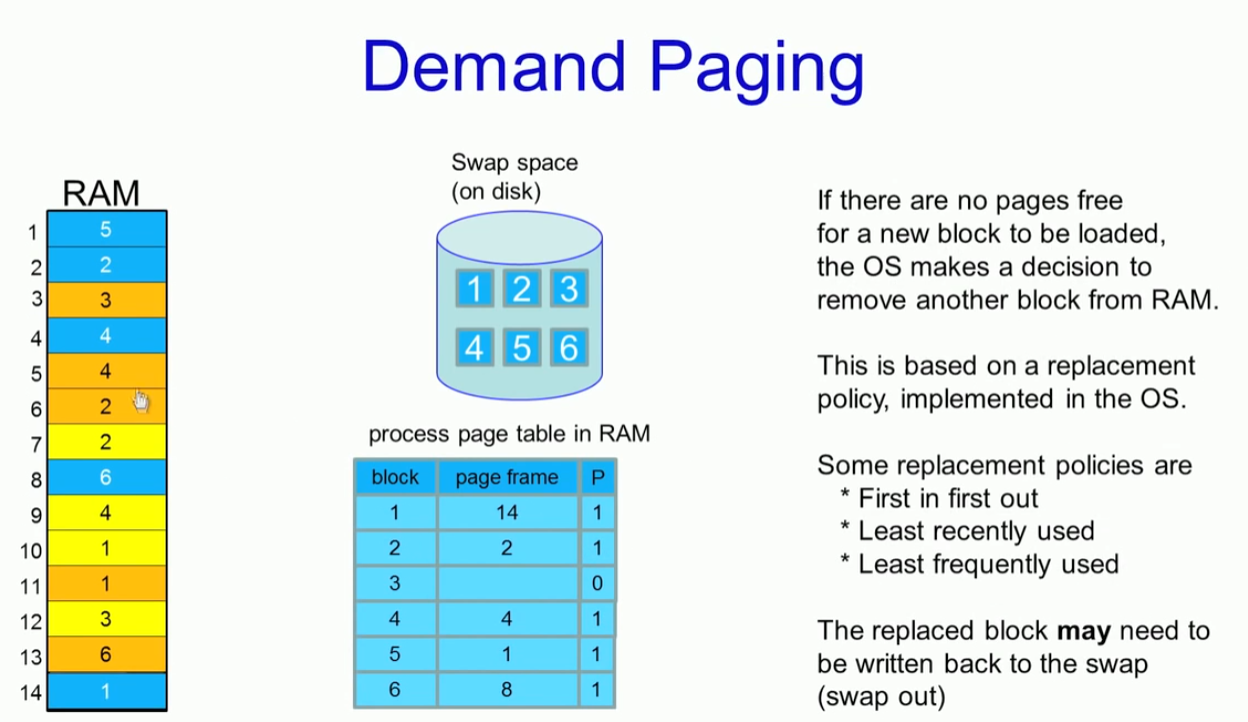 Demand Paging
RAM
1 5
2 2
3 3
4 4
5 4
6 2
7 2
8 6
9 4
10 1
11 1
12 3
13 6
14 1
Swap space
(on disk)
1 2 3
4 5 6
process page table in RAM
block page frame P
1 14 1
2 2 1
3 0
4 4 1
5 1 1
6 8 1
If there are no pages free
for a new block to be loaded,
the OS makes a decision to
remove another block from RAM.
This is based on a replacement
policy, implemented in the OS.
Some replacement policies are
* First in first out
* Least recently used
* Least frequently used
The replaced block may need to
be written back to the swap
(swap out)